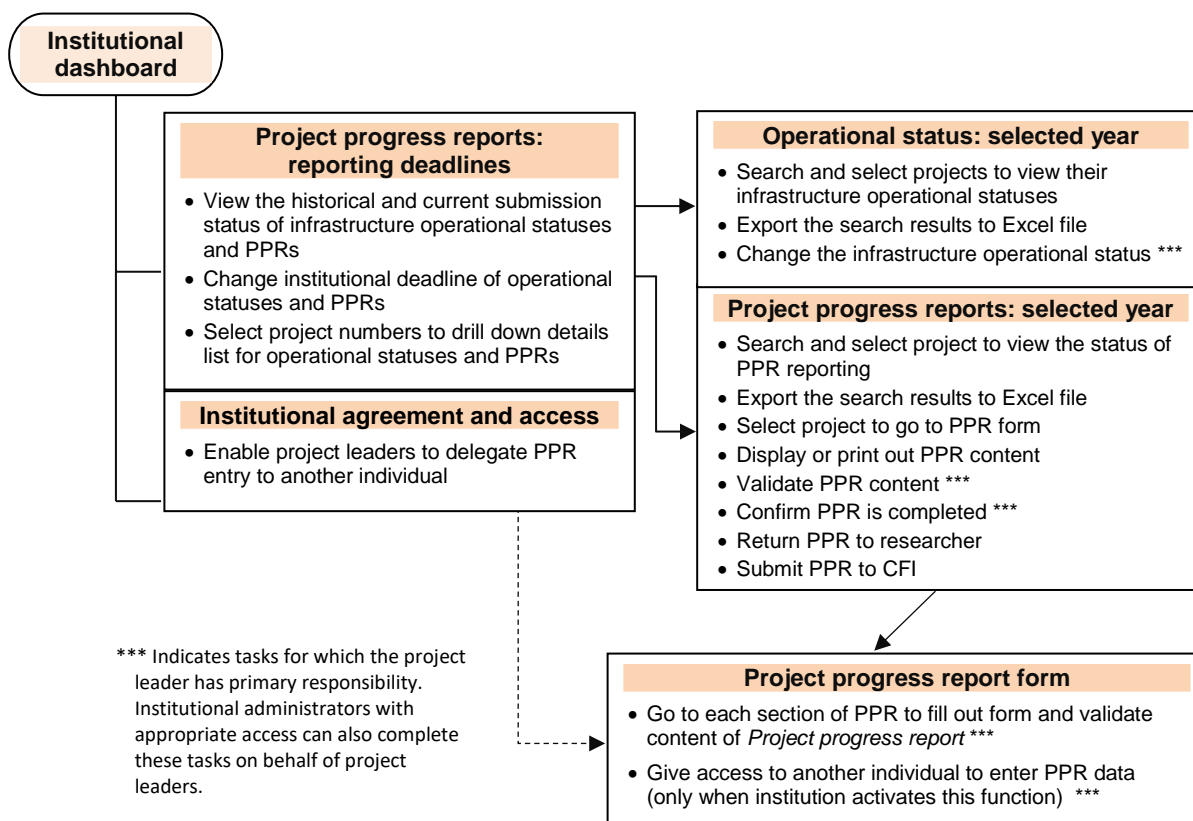 Institutional
dashboard
Project progress reports:
reporting deadlines
• View the historical and current submission
status of infrastructure operational statuses
and PPRs
• Change institutional deadline of operational
statuses and PPRs
• Select project numbers to drill down details
list for operational statuses and PPRs
Institutional agreement and access
• Enable project leaders to delegate PPR
entry to another individual
Operational status: selected year
• Search and select projects to view their
infrastructure operational statuses
• Export the search results to Excel file
• Change the infrastructure operational status ***
Project progress reports: selected year
• Search and select project to view the status of
PPR reporting
• Export the search results to Excel file
• Select project to go to PPR form
• Display or print out PPR content
• Validate PPR content ***
• Confirm PPR is completed ***
• Return PPR to researcher
• Submit PPR to CFI
*** Indicates tasks for which the project
leader has primary responsibility.
Institutional administrators with
appropriate access can also complete
these tasks on behalf of project
leaders.
Project progress report form
• Go to each section of PPR to fill out form and validate
content of Project progress report ***
• Give access to another individual to enter PPR data
(only when institution activates this function) ***